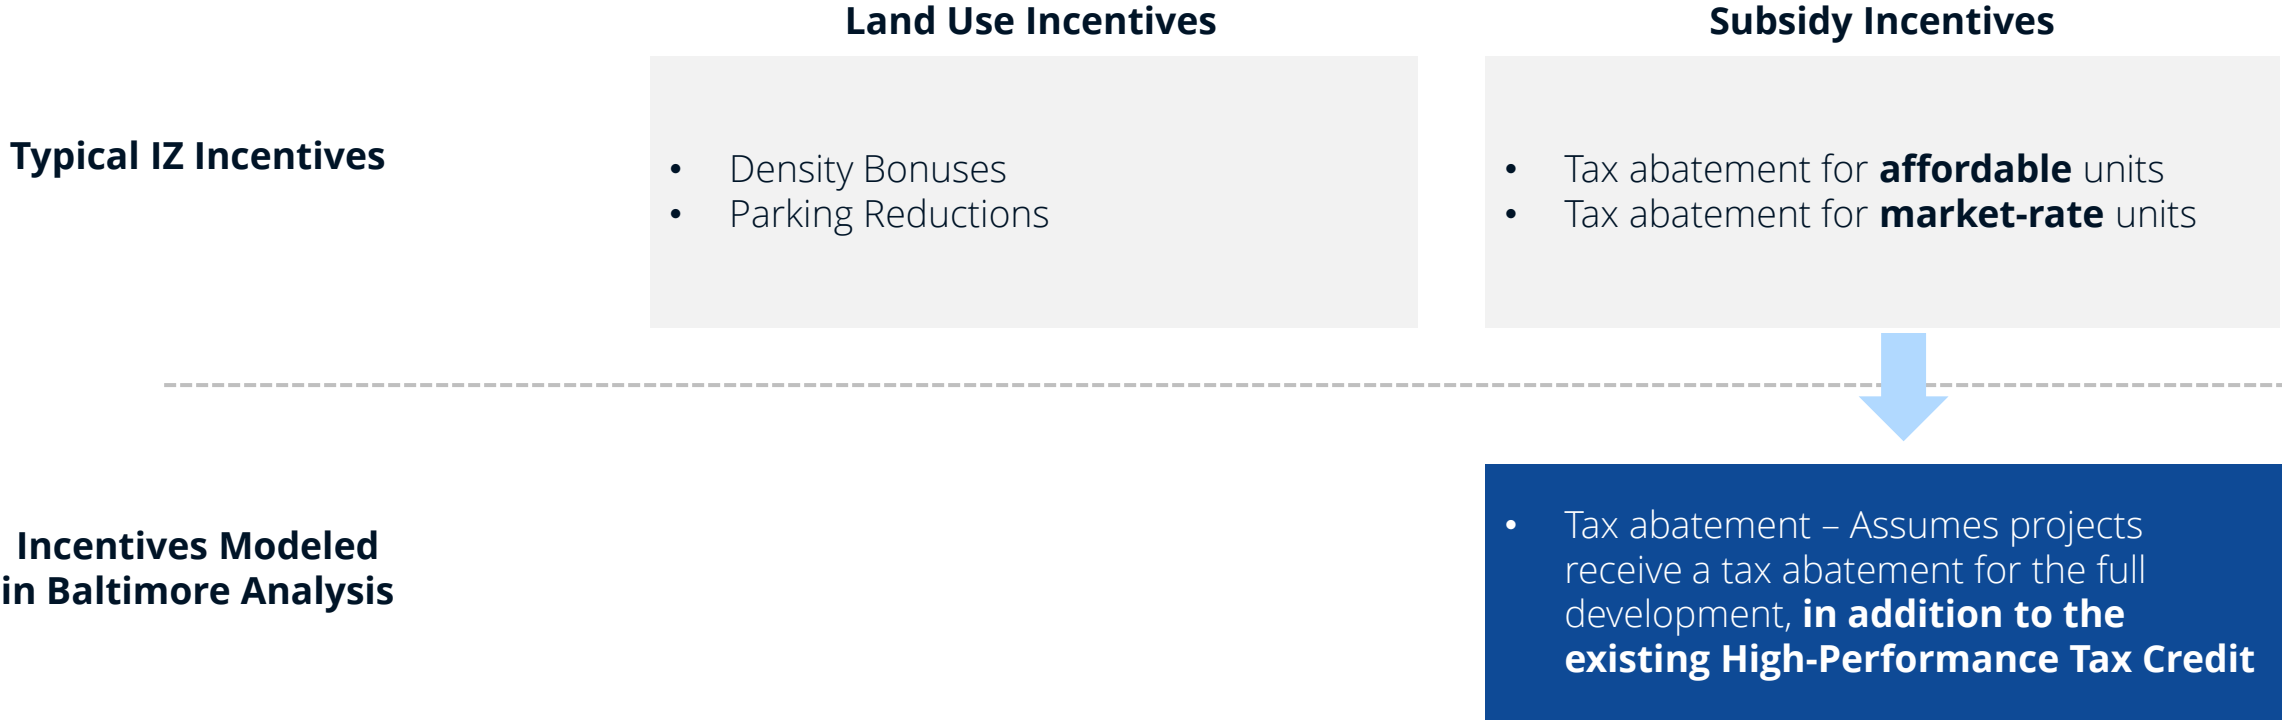 Land Use Incentives
Subsidy Incentives
Typical IZ Incentives
• Density Bonuses
• Parking Reductions
• Tax abatement for affordable units
• Tax abatement for market-rate units
Incentives Modeled
in Baltimore Analysis
• Tax abatement – Assumes projects
receive a tax abatement for the full
development, in addition to the
existing High-Performance Tax Credit